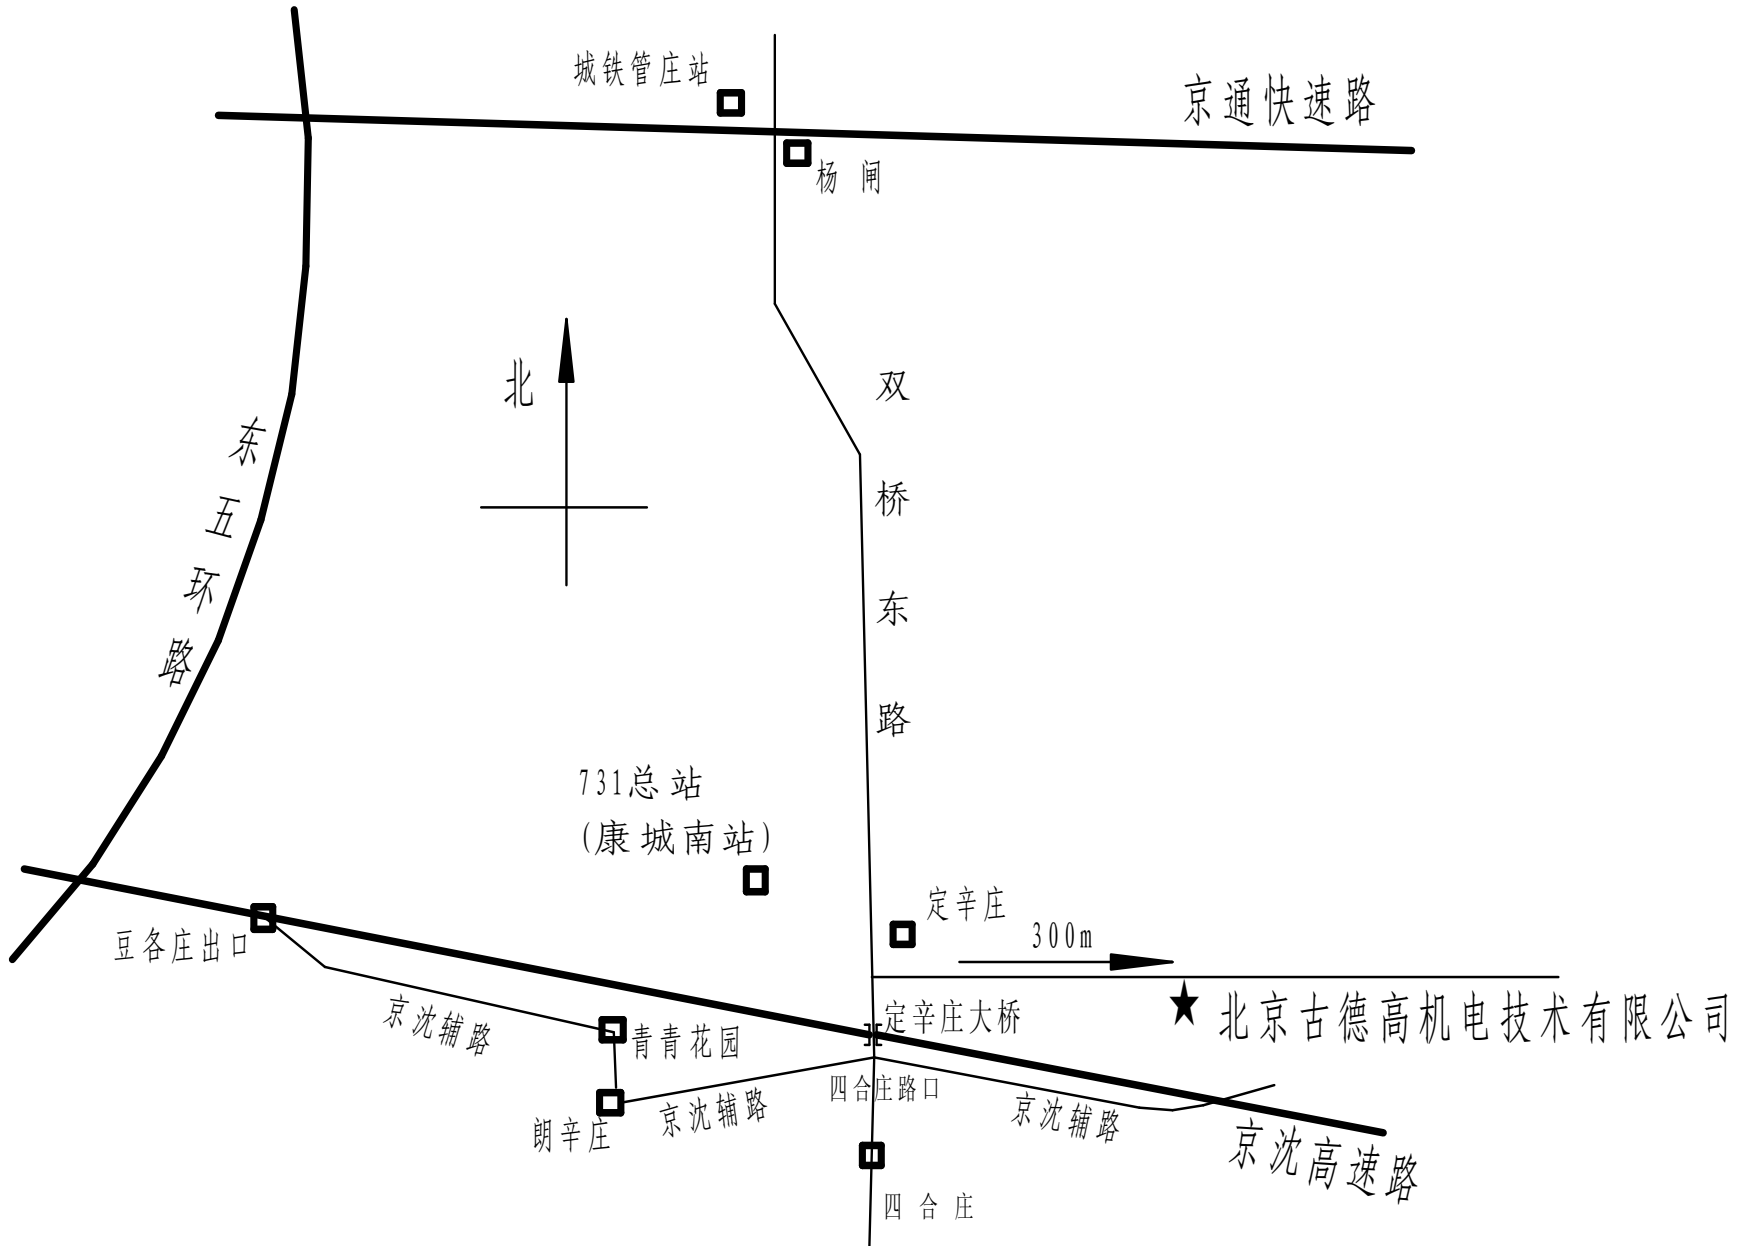 城铁管庄站
京通快速路
杨闸
北
双桥东路
东五环路
731总站
(康城南站)
定辛庄
300m
豆各庄出口
京沈辅路
青青花园
定辛庄大桥
北京古德高机电技术有限公司
四合庄路口
京沈辅路
京沈辅路
朗辛庄
京沈高速路
四合庄